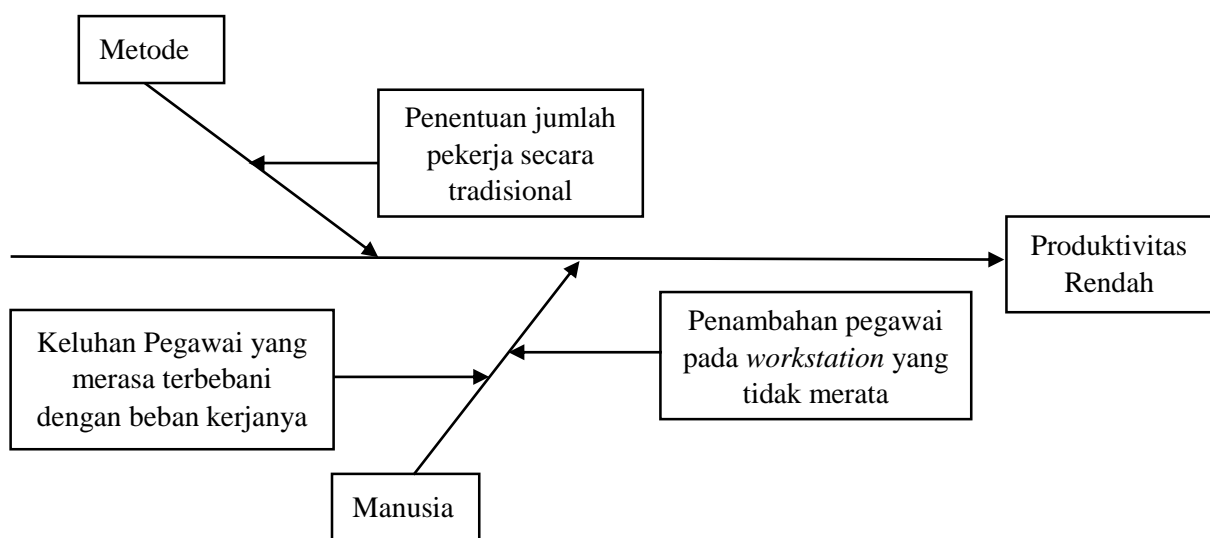 Metode
Penentuan jumlah
pekerja secara
tradisional
Produktivitas
Rendah
Keluhan Pegawai yang
merasa terbebani
dengan beban kerjanya
Penambahan pegawai
pada workstation yang
tidak merata
Manusia